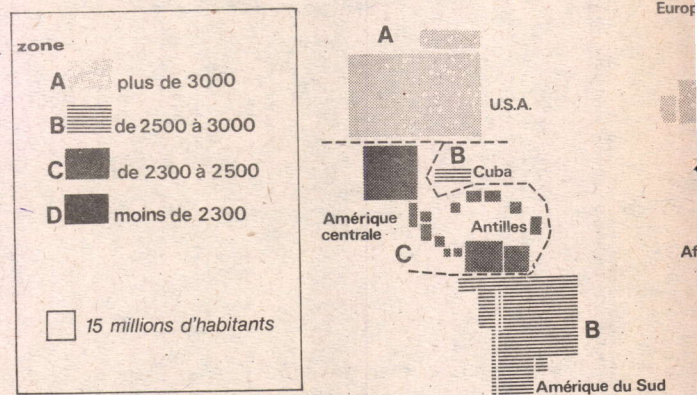 zone
A plus de 3000
B de 2500 à 3000
C de 2300 à 2500
D moins de 2300
15 millions d'habitants
A
U.S.A.
B
Cuba
Amérique
centrale
Antilles
C
B
Amérique du Sud